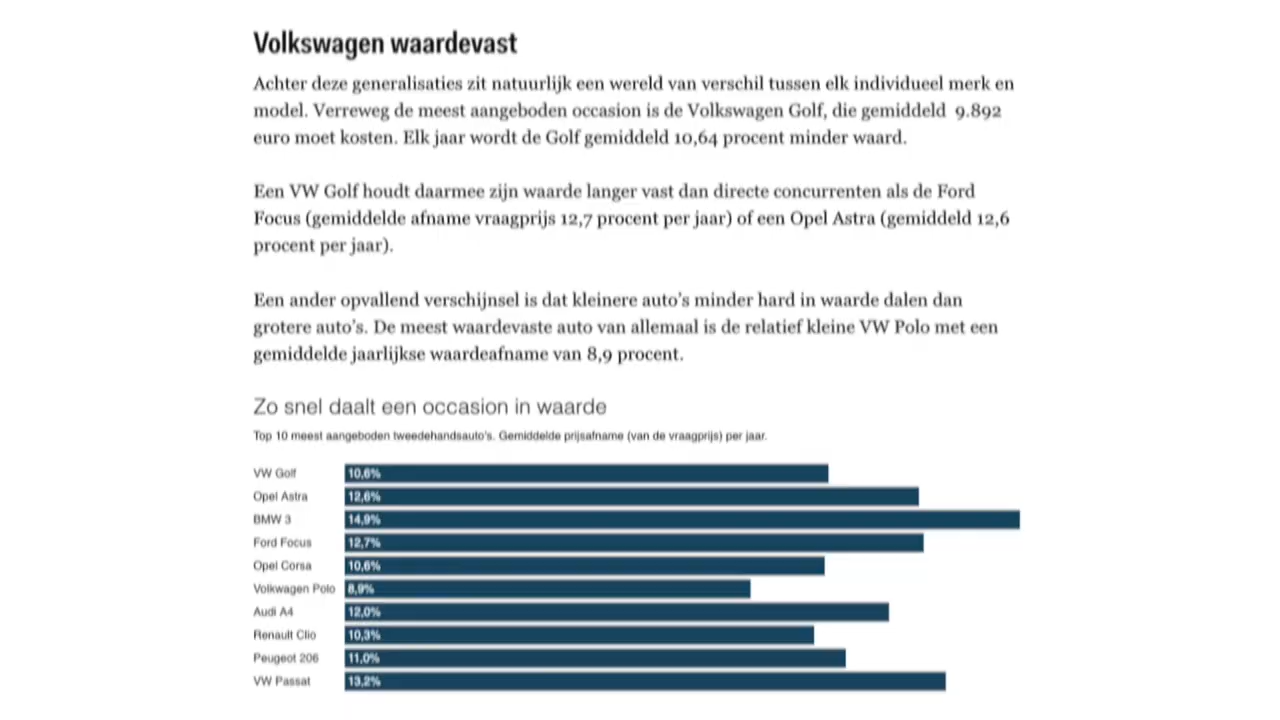 Volkswagen waardevast
Achter deze generalisaties zit natuurlijk een wereld van verschil tussen elk individueel merk en
model. Verreweg de meest aangeboden occasion is de Volkswagen Golf, die gemiddeld 9.892
euro moet kosten. Elk jaar wordt de Golf gemiddeld 10,64 procent minder waard.
Een VW Golf houdt daarmee zijn waarde langer vast dan directe concurrenten als de Ford
Focus (gemiddelde afname vraagprijs 12,7 procent per jaar) of een Opel Astra (gemiddeld 12,6
procent per jaar).
Een ander opvallend verschijnsel is dat kleinere auto's minder hard in waarde dalen dan
grotere auto's. De meest waardevaste auto van allemaal is de relatief kleine VW Polo met een
gemiddelde jaarlijkse waardeafname van 8,9 procent.
Zo snel daalt een occasion in waarde
Top 10 meest aangeboden tweedehandsauto's. Gemiddelde prijsafname (van de vraagprijs) per jaar.
VW Golf 10,6%
Opel Astra 12,6%
BMW 3 14,9%
Ford Focus 12,7%
Opel Corsa 10,6%
Volkwagen Polo 8,9%
Audi A4 12,0%
Renault Clio 10,3%
Peugeot 206 11,0%
VW Passat 13,2%